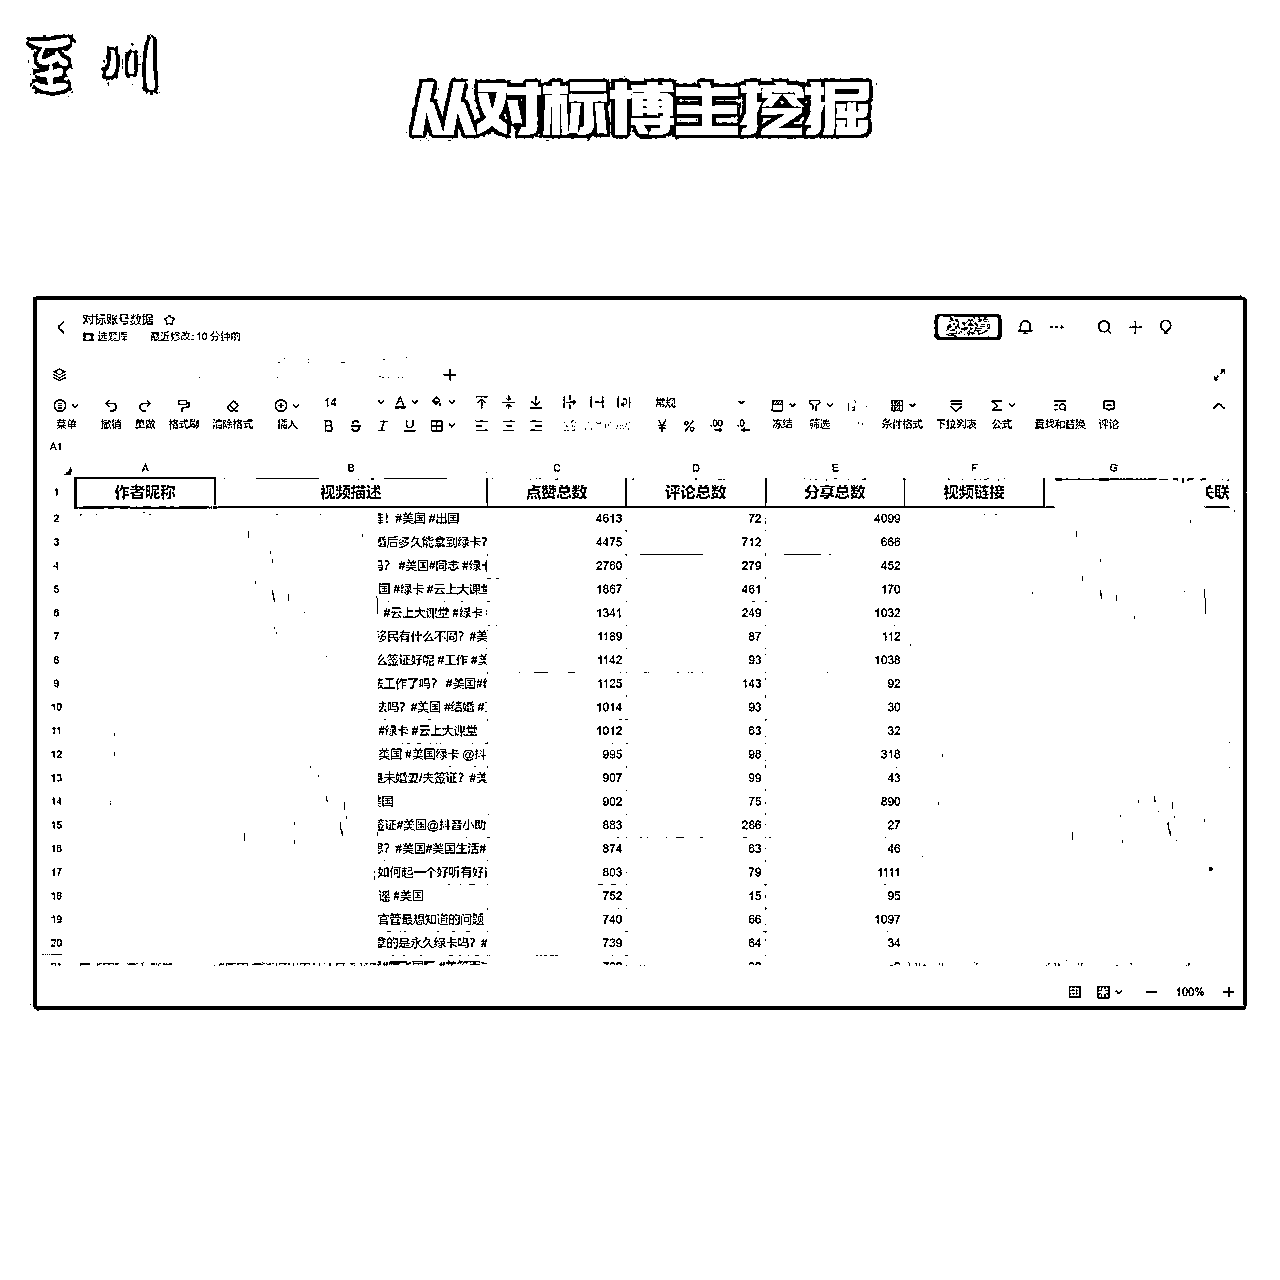 至川
从对标博主挖掘
对标账号数据
选题库 最近修改: 10 分钟前
14 常规
菜单 撤销 重做 格式刷 清除格式 插入 B S I U ¥ % 冻结 筛选 条件格式 下拉列表 公式 查找和替换 评论
A1
A B C D E F G
1 作者昵称 视频描述 点赞总数 评论总数 分享总数 视频链接 联
2 ! #美国 #出国 4613 72 4099
3 婚后多久能拿到绿卡? 4475 712 666
4 ? #美国#同志 #绿卡 2760 279 452
5 国 #绿卡 #云上大课堂 1867 461 170
6 #云上大课堂 #绿卡 1341 249 1032
7 移民有什么不同? #美 1189 87 112
8 么签证好呢 #工作 #美 1142 93 1038
9 工作了吗? #美国# 1125 143 92
10 法吗? #美国 #结婚 # 1014 93 30
11 #绿卡 #云上大课堂 1012 63 32
12 美国 #美国绿卡 @抖 995 98 318
13 是未婚妻/夫签证? #美 907 99 43
14 国 902 75 890
15 签证#美国@抖音小助 883 286 27
16 ? #美国#美国生活# 874 63 46
17 如何起一个好听有好 803 79 1111
18 谣 #美国 752 15 95
19 官管最想知道的问题 740 66 1097
20 拿的是永久绿卡吗? # 739 64 34
100%